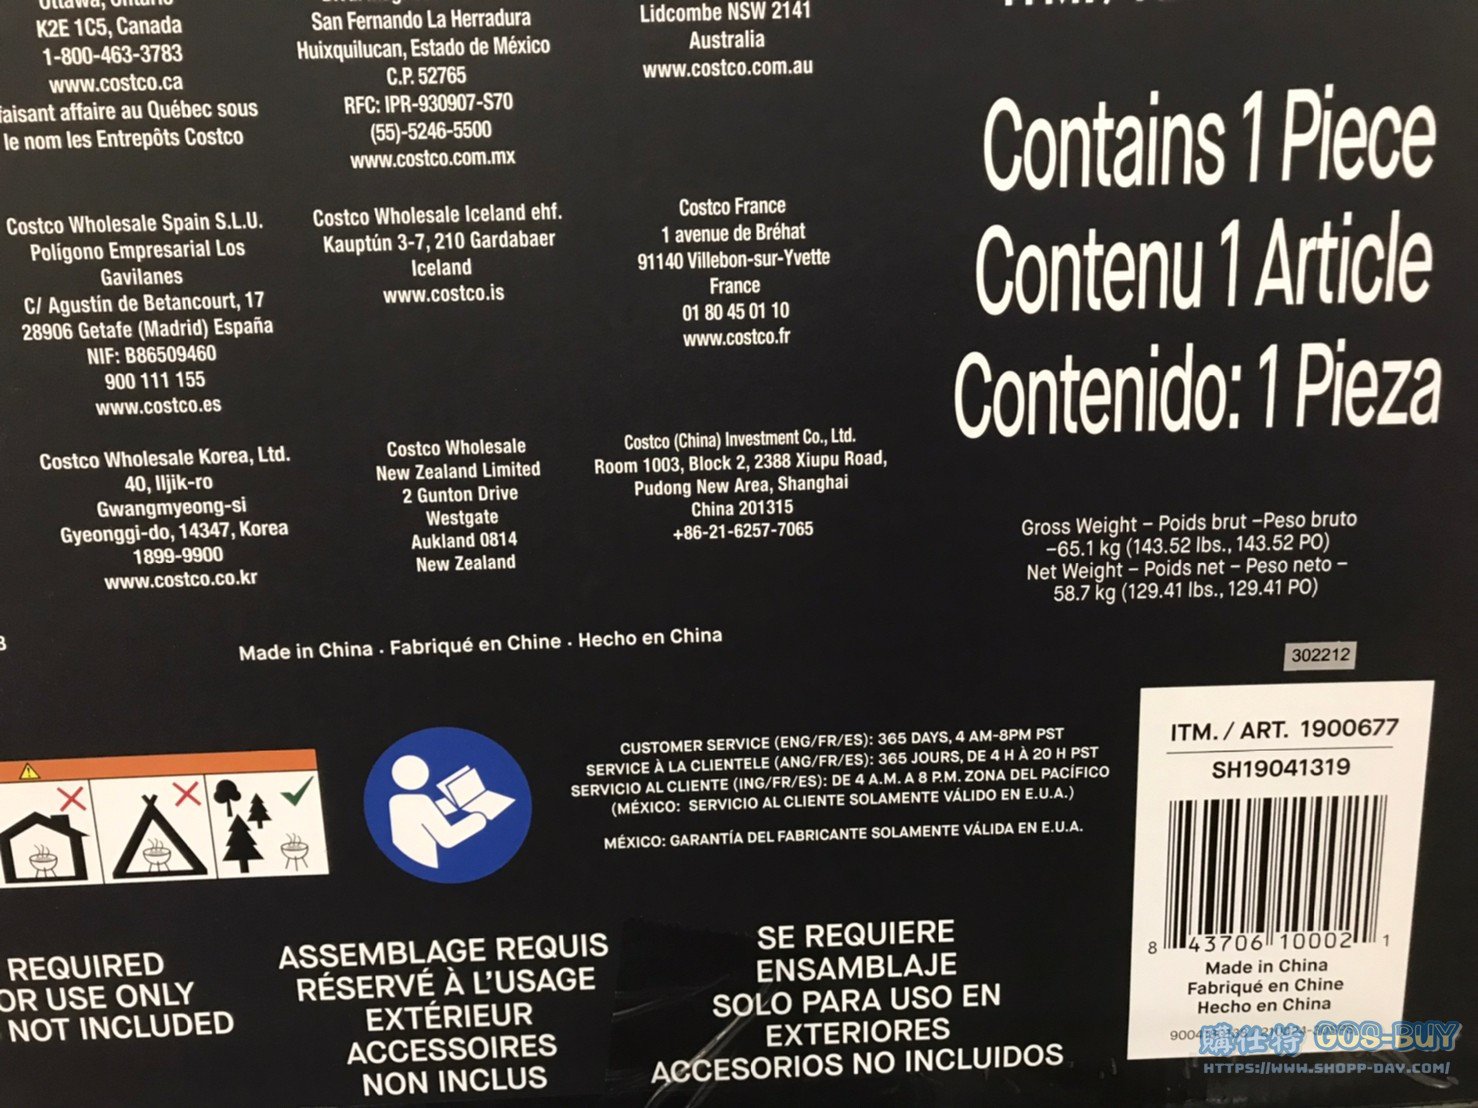 K2E 1C5, Canada
1-800-463-3783
www.costco.ca
faisant affaire au Québec sous
le nom les Entrepôts Costco
San Fernando La Herradura
Huixquilucan, Estado de México
C.P. 52765
RFC: IPR-930907-S70
(55)-5246-5500
www.costco.com.mx
Lidcombe NSW 2141
Australia
www.costco.com.au
Contains 1 Piece
Contenu 1 Article
Contenido: 1 Pieza
Costco Wholesale Spain S.L.U.
Polígono Empresarial Los
Gavilanes
C/ Agustín de Betancourt, 17
28906 Getafe (Madrid) España
NIF: B86509460
900 111 155
www.costco.es
Costco Wholesale Iceland ehf.
Kauptún 3-7, 210 Gardabaer
Iceland
www.costco.is
Costco France
1 avenue de Bréhat
91140 Villebon-sur-Yvette
France
01 80 45 01 10
www.costco.fr
Costco Wholesale Korea, Ltd.
40, Iljik-ro
Gwangmyeong-si
Gyeonggi-do, 14347, Korea
1899-9900
www.costco.co.kr
Costco Wholesale
New Zealand Limited
2 Gunton Drive
Westgate
Aukland 0814
New Zealand
Costco (China) Investment Co., Ltd.
Room 1003, Block 2, 2388 Xiupu Road,
Pudong New Area, Shanghai
China 201315
+86-21-6257-7065
Gross Weight – Poids brut –Peso bruto
–65.1 kg (143.52 lbs., 143.52 PO)
Net Weight – Poids net – Peso neto –
58.7 kg (129.41 lbs., 129.41 PO)
Made in China · Fabriqué en Chine · Hecho en China
302212
ITM. / ART. 1900677
SH19041319
8 43706 10002 1
Made in China
Fabriqué en Chine
Hecho en China
CUSTOMER SERVICE (ENG/FR/ES): 365 DAYS, 4 AM-8PM PST
SERVICE À LA CLIENTELE (ANG/FR/ES): 365 JOURS, DE 4 H À 20 H PST
SERVICIO AL CLIENTE (ING/FR/ES): DE 4 A.M. A 8 P.M. ZONA DEL PACÍFICO
(MÉXICO: SERVICIO AL CLIENTE SOLAMENTE VÁLIDO EN E.U.A.)
MÉXICO: GARANTÍA DEL FABRICANTE SOLAMENTE VÁLIDA EN E.U.A.
REQUIRED
OR USE ONLY
NOT INCLUDED
ASSEMBLAGE REQUIS
RÉSERVÉ À L'USAGE
EXTÉRIEUR
ACCESSOIRES
NON INCLUS
SE REQUIERE
ENSAMBLAJE
SOLO PARA USO EN
EXTERIORES
ACCESORIOS NO INCLUIDOS
購仕特 GOS-BUY
HTTPS://WWW.SHOPP-DAY.COM/